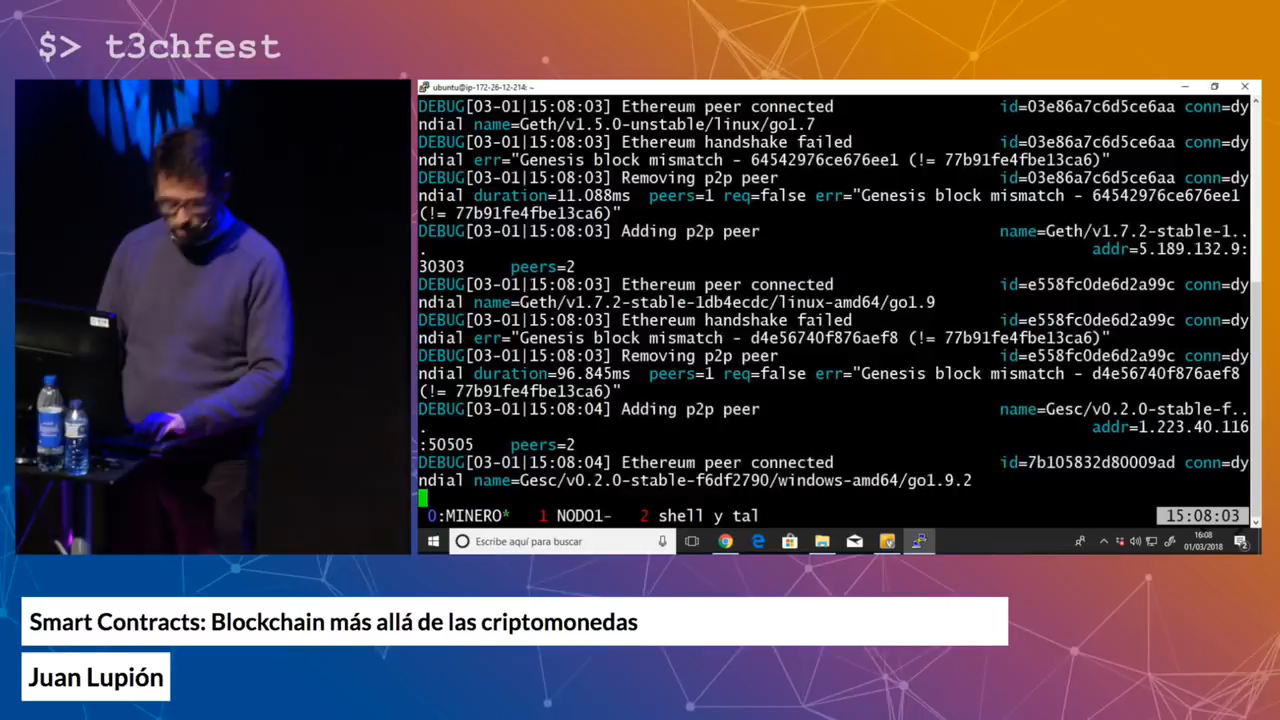 $> t3chfest
ubuntu@ip-172-26-12-214: ~
DEBUG[03-01|15:08:03] Ethereum peer connected id=03e86a7c6d5ce6aa conn=dy
ndial name=Geth/v1.5.0-unstable/linux/go1.7
DEBUG[03-01|15:08:03] Ethereum handshake failed id=03e86a7c6d5ce6aa conn=dy
ndial err="Genesis block mismatch - 64542976ce676ee1 (!= 77b91fe4fbe13ca6)"
DEBUG[03-01|15:08:03] Removing p2p peer id=03e86a7c6d5ce6aa conn=dy
ndial duration=11.088ms peers=1 req=false err="Genesis block mismatch - 64542976ce676ee1
(!= 77b91fe4fbe13ca6)"
DEBUG[03-01|15:08:03] Adding p2p peer name=Geth/v1.7.2-stable-1..
. addr=5.189.132.9:
30303 peers=2
DEBUG[03-01|15:08:03] Ethereum peer connected id=e558fc0de6d2a99c conn=dy
ndial name=Geth/v1.7.2-stable-1db4ecdc/linux-amd64/go1.9
DEBUG[03-01|15:08:03] Ethereum handshake failed id=e558fc0de6d2a99c conn=dy
ndial err="Genesis block mismatch - d4e56740f876aef8 (!= 77b91fe4fbe13ca6)"
DEBUG[03-01|15:08:03] Removing p2p peer id=e558fc0de6d2a99c conn=dy
ndial duration=96.845ms peers=1 req=false err="Genesis block mismatch - d4e56740f876aef8
(!= 77b91fe4fbe13ca6)"
DEBUG[03-01|15:08:04] Adding p2p peer name=Gesc/v0.2.0-stable-f..
. addr=1.223.40.116
:50505 peers=2
DEBUG[03-01|15:08:04] Ethereum peer connected id=7b105832d80009ad conn=dy
ndial name=Gesc/v0.2.0-stable-f6df2790/windows-amd64/go1.9.2
0:MINERO* 1 NODO1- 2 shell y tal 15:08:03
Escribe aquí para buscar
16:08
01/03/2018
Smart Contracts: Blockchain más allá de las criptomonedas
Juan Lupión